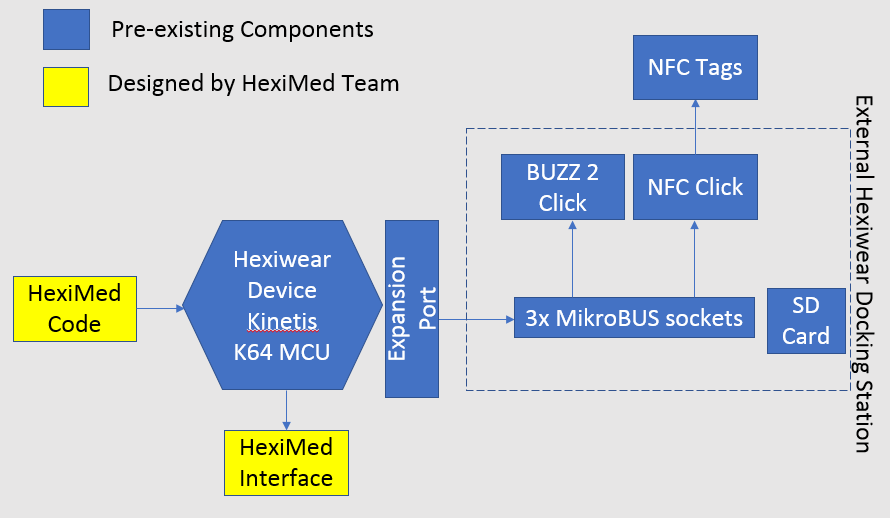 Pre-existing Components
Designed by HexiMed Team
NFC Tags
BUZZ 2
Click
NFC Click
External Hexiwear Docking Station
Hexiwear
Device
Kinetis
K64 MCU
Expansion
Port
HexiMed
Code
3x MikroBUS sockets
SD
Card
HexiMed
Interface